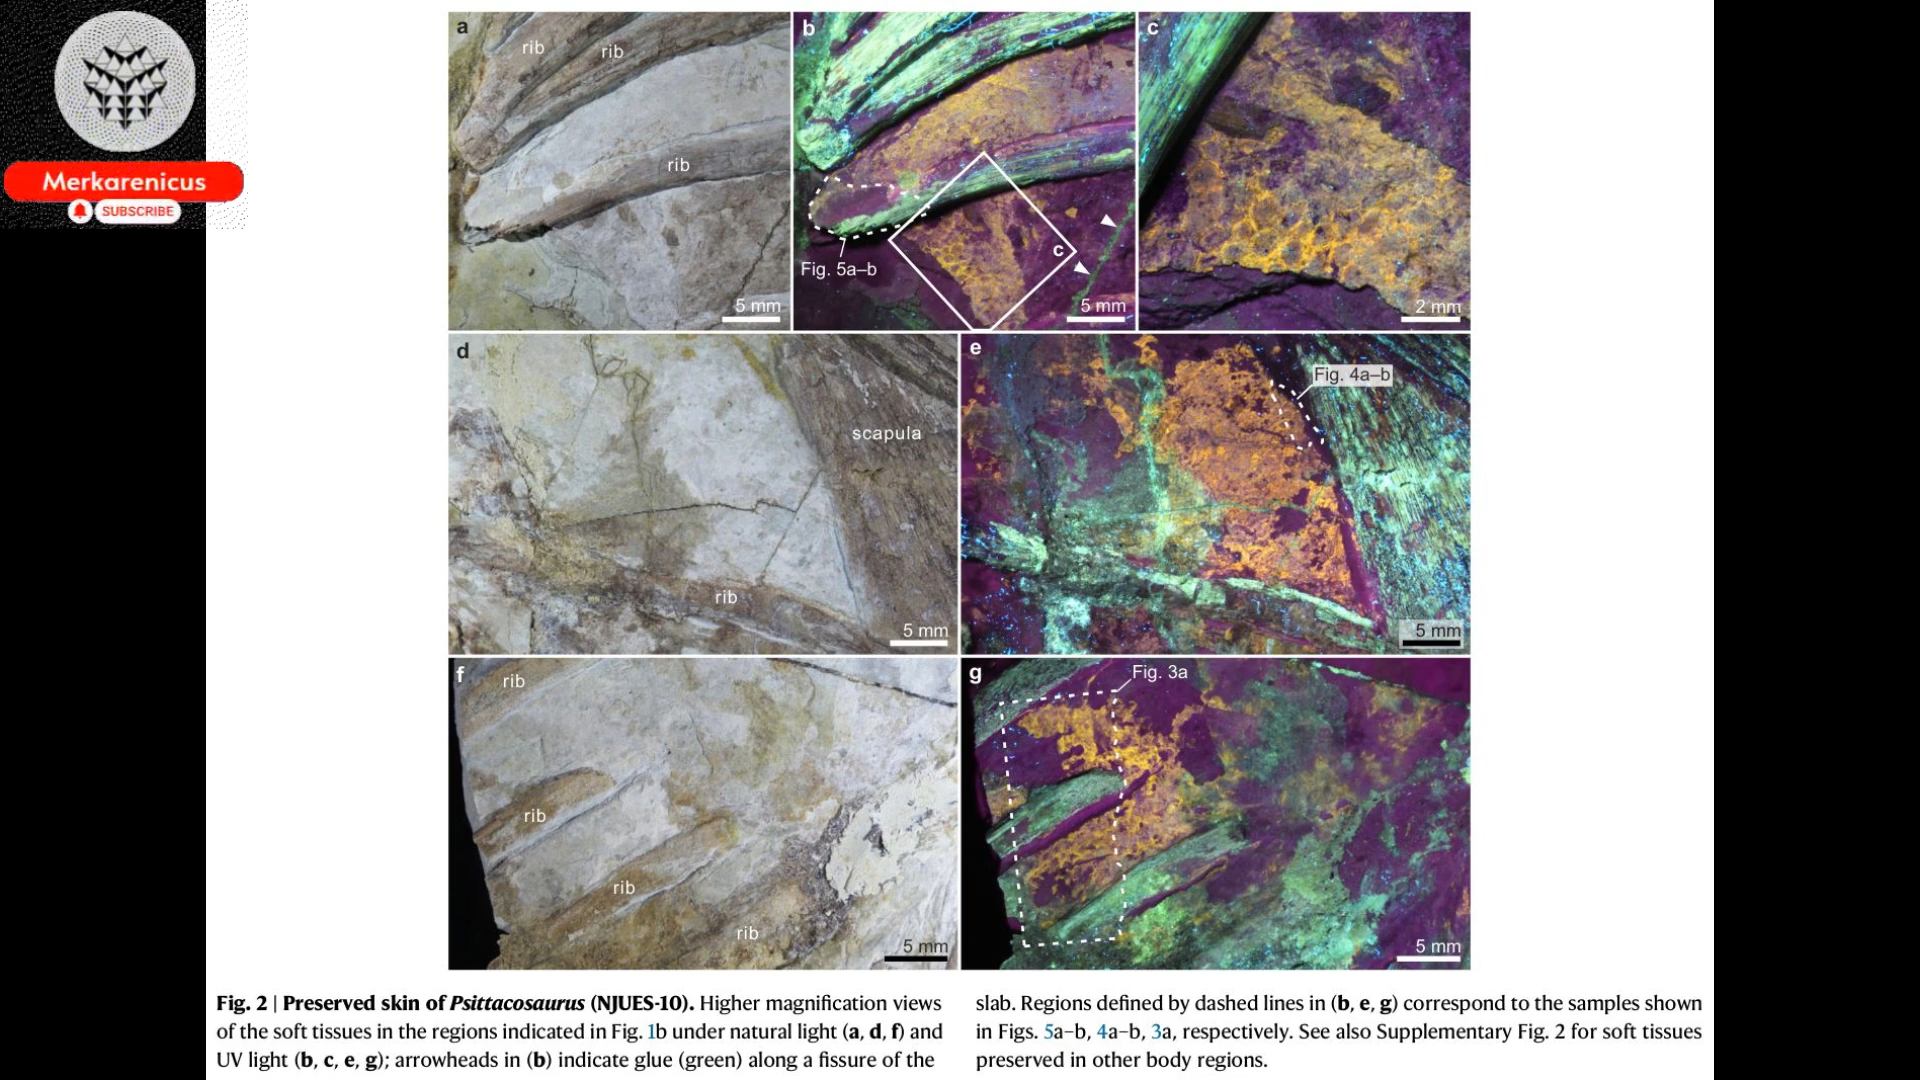 Merkarenicus
SUBSCRIBE
a
rib
rib
rib
5 mm
b
Fig. 5a–b
c
5 mm
c
2 mm
d
scapula
rib
5 mm
e
Fig. 4a–b
5 mm
f
rib
rib
rib
rib
5 mm
g
Fig. 3a
5 mm
Fig. 2 | Preserved skin of Psittacosaurus (NJUES-10). Higher magnification views
of the soft tissues in the regions indicated in Fig. 1b under natural light (a, d, f) and
UV light (b, c, e, g); arrowheads in (b) indicate glue (green) along a fissure of the
slab. Regions defined by dashed lines in (b, e, g) correspond to the samples shown
in Figs. 5a–b, 4a–b, 3a, respectively. See also Supplementary Fig. 2 for soft tissues
preserved in other body regions.